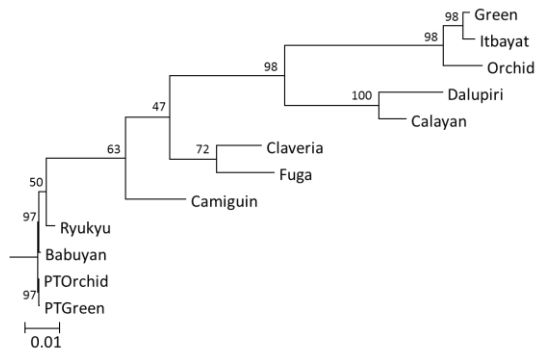 98 Green
98 Itbayat
98 Orchid
100 Dalupiri
47 Calayan
63 72 Claveria
Fuga
50 Camiguin
97 Ryukyu
Babuyan
PTOrchid
97 PTGreen
0.01